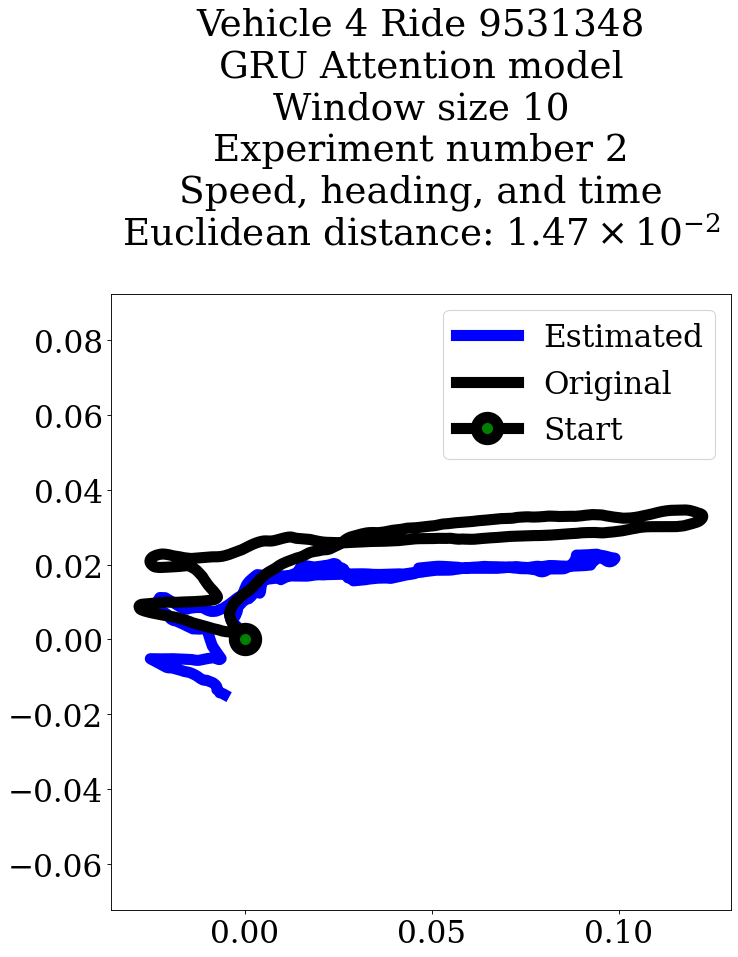 Vehicle 4 Ride 9531348
GRU Attention model
Window size 10
Experiment number 2
Speed, heading, and time
Euclidean distance: 1.47 × 10⁻²
Estimated
Original
Start
0.08
0.06
0.04
0.02
0.00
−0.02
−0.04
−0.06
0.00 0.05 0.10